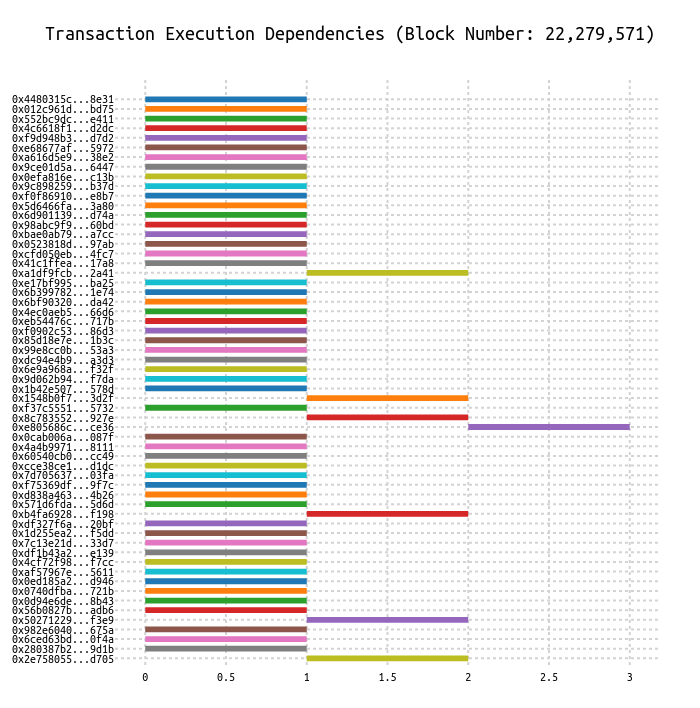 Transaction Execution Dependencies (Block Number: 22,279,571)
0x4480315c...8e31
0x012c961d...bd75
0x552bc9dc...e411
0x4c6618f1...d2dc
0xf9d948b3...d7d2
0xe68677af...5972
0xa616d5e9...38e2
0x9ce01d5a...6447
0x0efa816e...c13b
0x9c898259...b37d
0xf0f86910...e8b7
0x5d6466fa...3a80
0x6d901139...d74a
0x98abc9f9...60bd
0xbae0ab79...a7cc
0x0523818d...97ab
0xcfd050eb...4fc7
0x41c1ffea...17a8
0xa1df9fcb...2a41
0xe17bf995...ba25
0x6b399782...1e74
0x6bf90320...da42
0x4ec0aeb5...66d6
0xeb54476c...717b
0xf0902c53...86d3
0x85d18e7e...1b3c
0x99e8cc0b...53a3
0xdc94e4b9...a3d3
0x6e9a968a...f32f
0x9d062b94...f7da
0x1b42e507...578d
0x1548b0f7...3d2f
0xf37c5551...5732
0x8c783552...927e
0xe805686c...ce36
0x0cab006a...087f
0x4a4b9971...8111
0x60540cb0...cc49
0xcce38ce1...d1dc
0x7d705637...03fa
0xf75369df...9f7c
0xd838a463...4b26
0x571d6fda...5d6d
0xb4fa6928...f198
0xdf327f6a...20bf
0x1d255ea2...f5dd
0x7c13e21d...33d7
0xdf1b43a2...e139
0x4cf72f98...f7cc
0xaf57967e...5611
0x0ed185a2...d946
0x0740dfba...721b
0x0d94e6de...8b43
0x56b0827b...adb6
0x50271229...f3e9
0x982e6040...675a
0x6ced63bd...0f4a
0x280387b2...9d1b
0x2e758055...d705
0 0.5 1 1.5 2 2.5 3